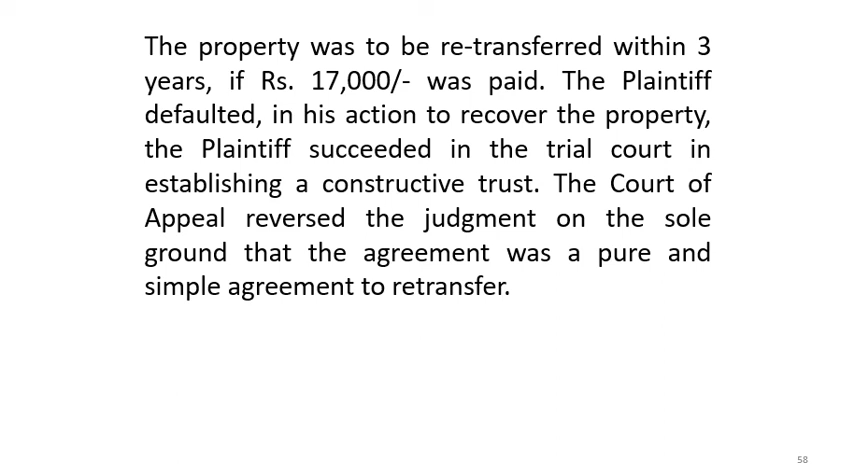 The property was to be re-transferred within 3
years, if Rs. 17,000/- was paid. The Plaintiff
defaulted, in his action to recover the property,
the Plaintiff succeeded in the trial court in
establishing a constructive trust. The Court of
Appeal reversed the judgment on the sole
ground that the agreement was a pure and
simple agreement to retransfer.
58